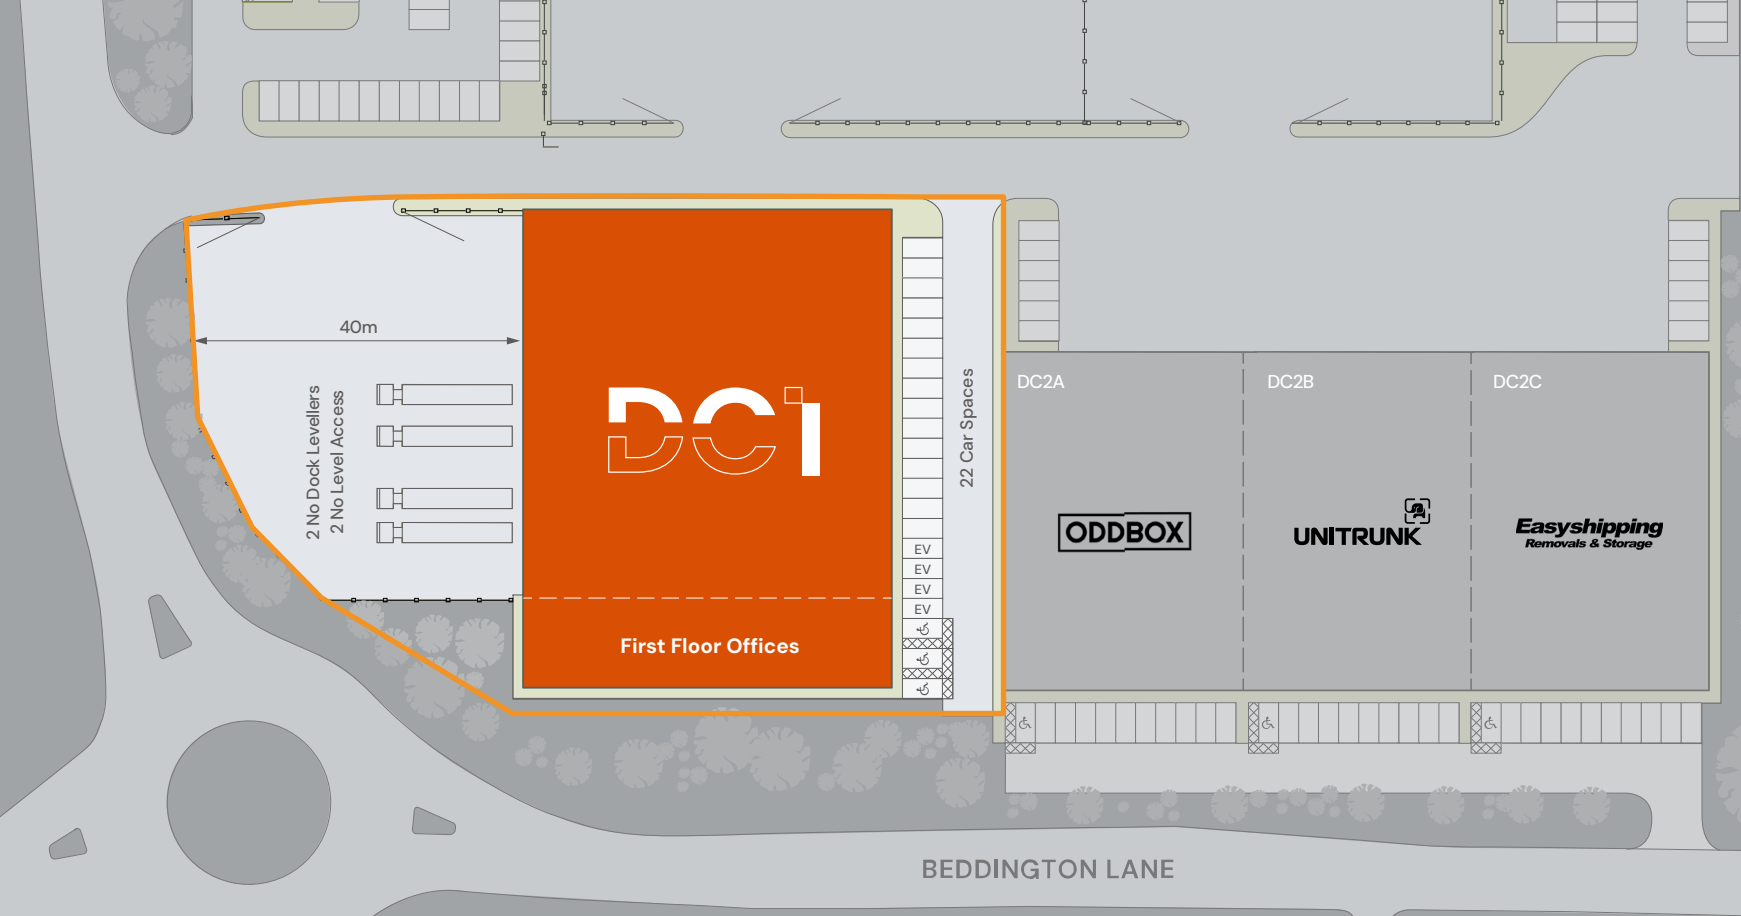 40m
2 No Dock Levellers
2 No Level Access
DC1
First Floor Offices
22 Car Spaces
EV
EV
EV
EV
DC2A
DC2B
DC2C
ODDBOX
UNITRUNK
Easyshipping
Removals & Storage
BEDDINGTON LANE